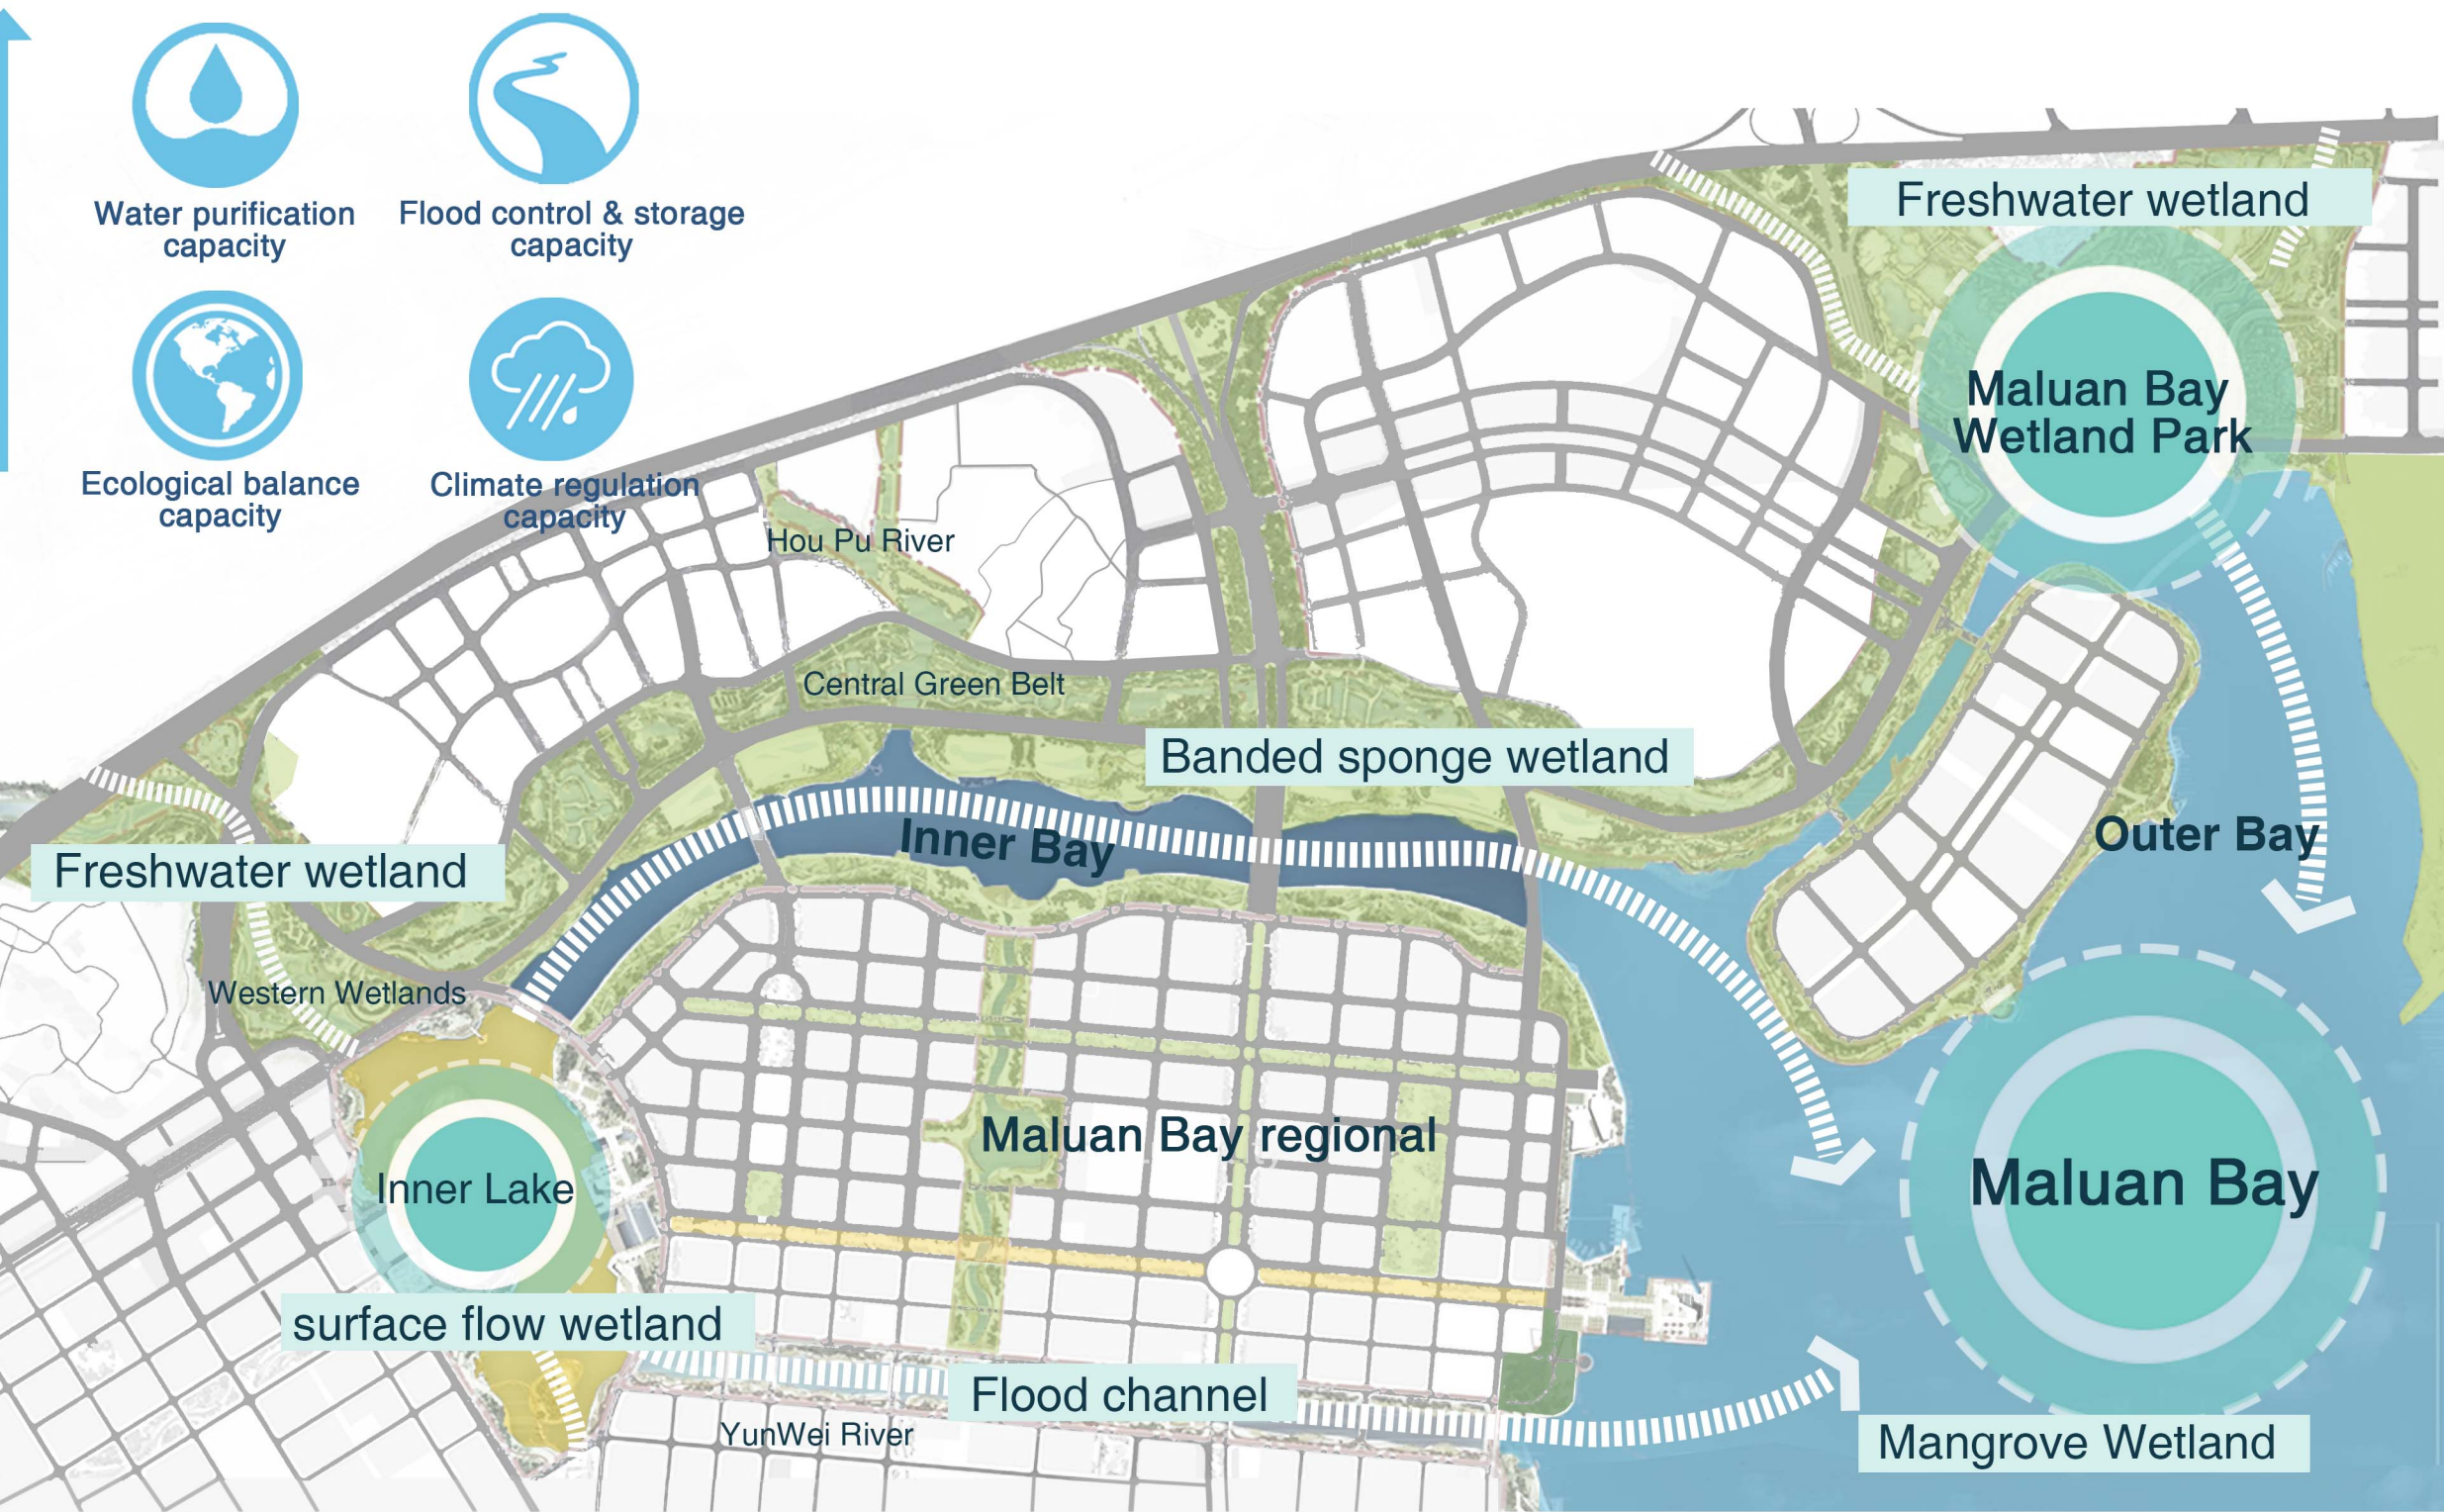 Water purification
capacity
Flood control & storage
capacity
Ecological balance
capacity
Climate regulation
capacity
Freshwater wetland
Maluan Bay
Wetland Park
Hou Pu River
Central Green Belt
Banded sponge wetland
Inner Bay
Outer Bay
Freshwater wetland
Western Wetlands
Maluan Bay regional
Inner Lake
Maluan Bay
surface flow wetland
Flood channel
YunWei River
Mangrove Wetland